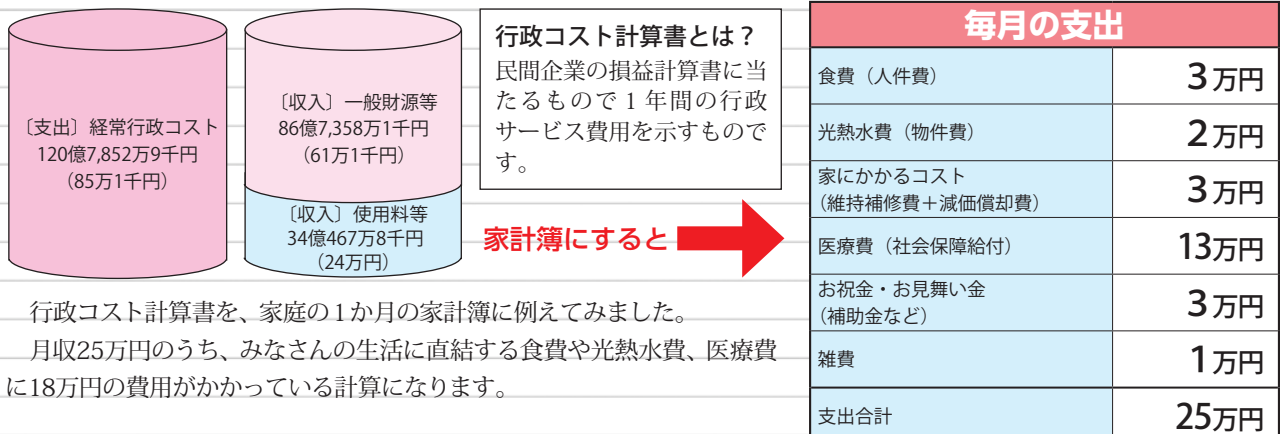 〔支出〕経常行政コスト
120億7,852万9千円
（85万1千円）
〔収入〕一般財源等
86億7,358万1千円
（61万1千円）
〔収入〕使用料等
34億467万8千円
（24万円）
行政コスト計算書とは？
民間企業の損益計算書に当
たるもので１年間の行政
サービス費用を示すもので
す。
家計簿にすると
行政コスト計算書を、家庭の１か月の家計簿に例えてみました。
月収25万円のうち、みなさんの生活に直結する食費や光熱水費、医療費
に18万円の費用がかかっている計算になります。
毎月の支出
食費（人件費） 3万円
光熱水費（物件費） 2万円
家にかかるコスト
（維持補修費＋減価償却費） 3万円
医療費（社会保障給付） 13万円
お祝金・お見舞い金
（補助金など） 3万円
雑費 1万円
支出合計 25万円